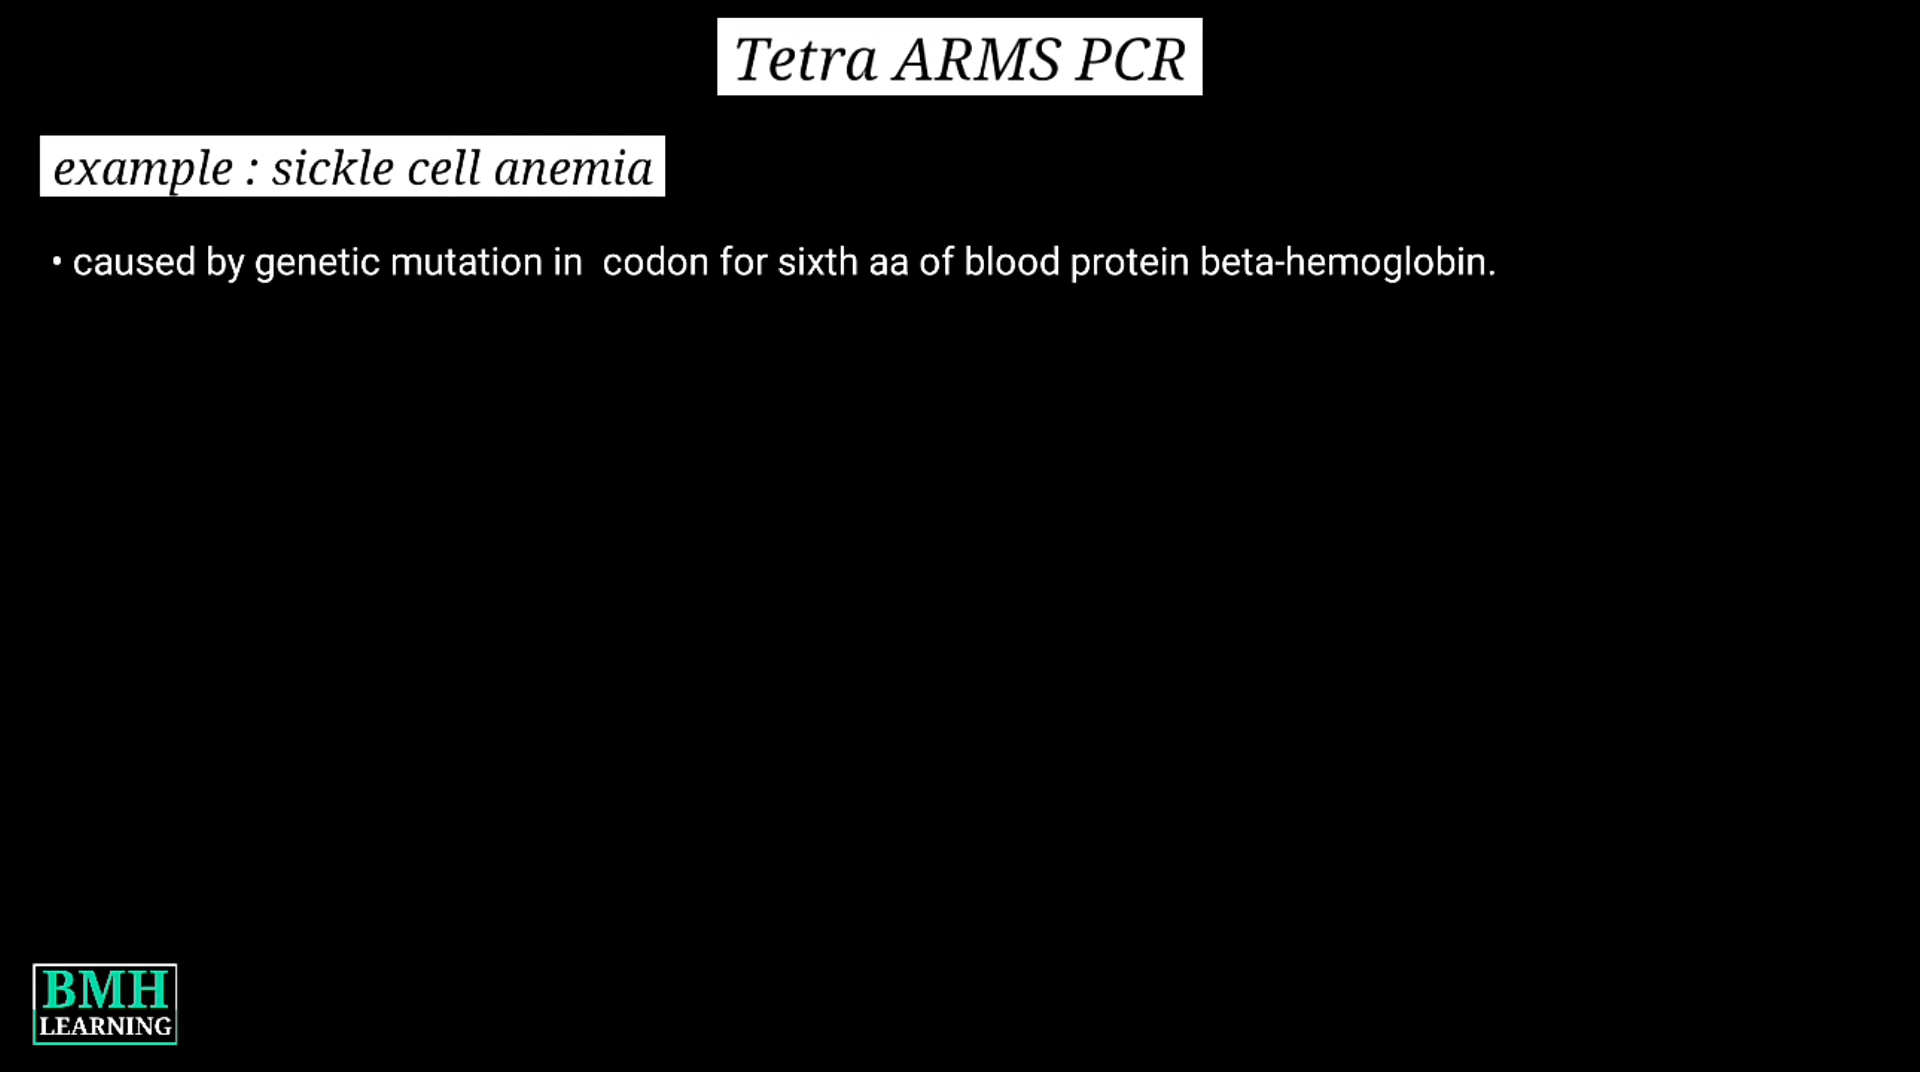 Tetra ARMS PCR
example : sickle cell anemia
• caused by genetic mutation in  codon for sixth aa of blood protein beta-hemoglobin.
BMH
LEARNING